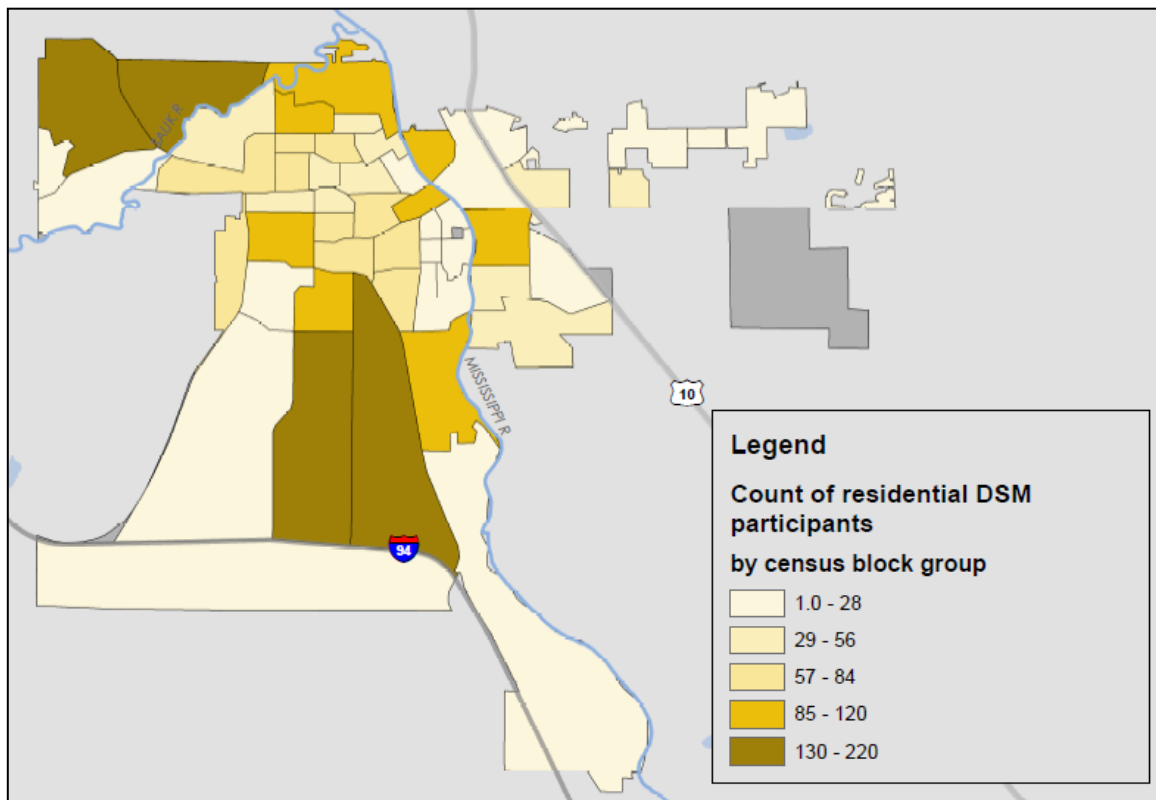 AUK R
MISSISSIPPI R
10
94
Legend
Count of residential DSM
participants
by census block group
1.0 - 28
29 - 56
57 - 84
85 - 120
130 - 220